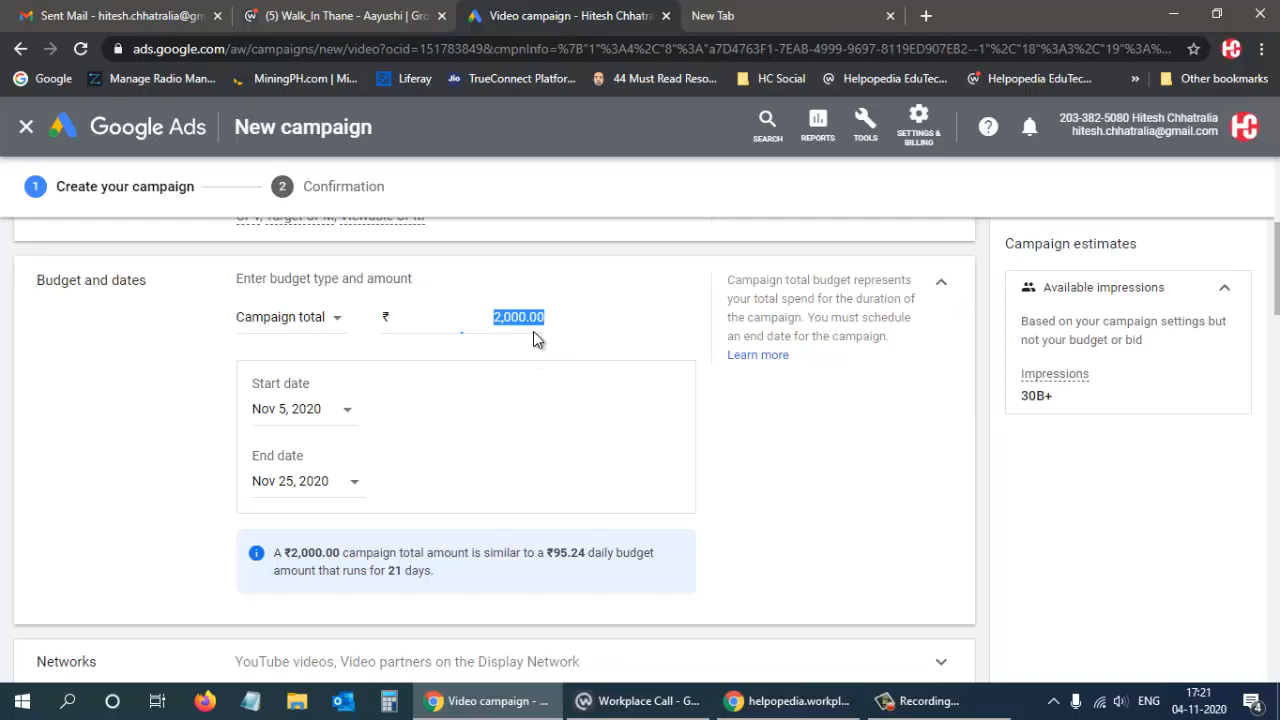 Sent Mail - hitesh.chhatralia@gm
(5) Walk_In Thane - Aayushi | Gro
Video campaign - Hitesh Chhatra
New Tab
ads.google.com/aw/campaigns/new/video?ocid=151783849&cmpnInfo=%7B"1"%3A4%2C"8"%3A"a7D4763F1-7EAB-4999-9697-8119ED907EB2--1"%2C"18"%3A3%2C"19"%3A%...
Google
Manage Radio Man...
MiningPH.com | Mi...
Liferay
TrueConnect Platfor...
44 Must Read Reso...
HC Social
Helpopedia EduTec...
Helpopedia EduTec...
»
Other bookmarks
Google Ads
New campaign
SEARCH
REPORTS
TOOLS
SETTINGS &
BILLING
203-382-5080 Hitesh Chhatralia
hitesh.chhatralia@gmail.com
1 Create your campaign
2 Confirmation
CPV, Target CPM, Viewable CPM
Budget and dates
Enter budget type and amount
Campaign total
₹ 2,000.00
Start date
Nov 5, 2020
End date
Nov 25, 2020
A ₹2,000.00 campaign total amount is similar to a ₹95.24 daily budget
amount that runs for 21 days.
Campaign total budget represents
your total spend for the duration of
the campaign. You must schedule
an end date for the campaign.
Learn more
Campaign estimates
Available impressions
Based on your campaign settings but
not your budget or bid
Impressions
30B+
Networks
YouTube videos, Video partners on the Display Network
Video campaign - ...
Workplace Call - G...
helpopedia.workpl...
Recording...
ENG
17:21
04-11-2020
4